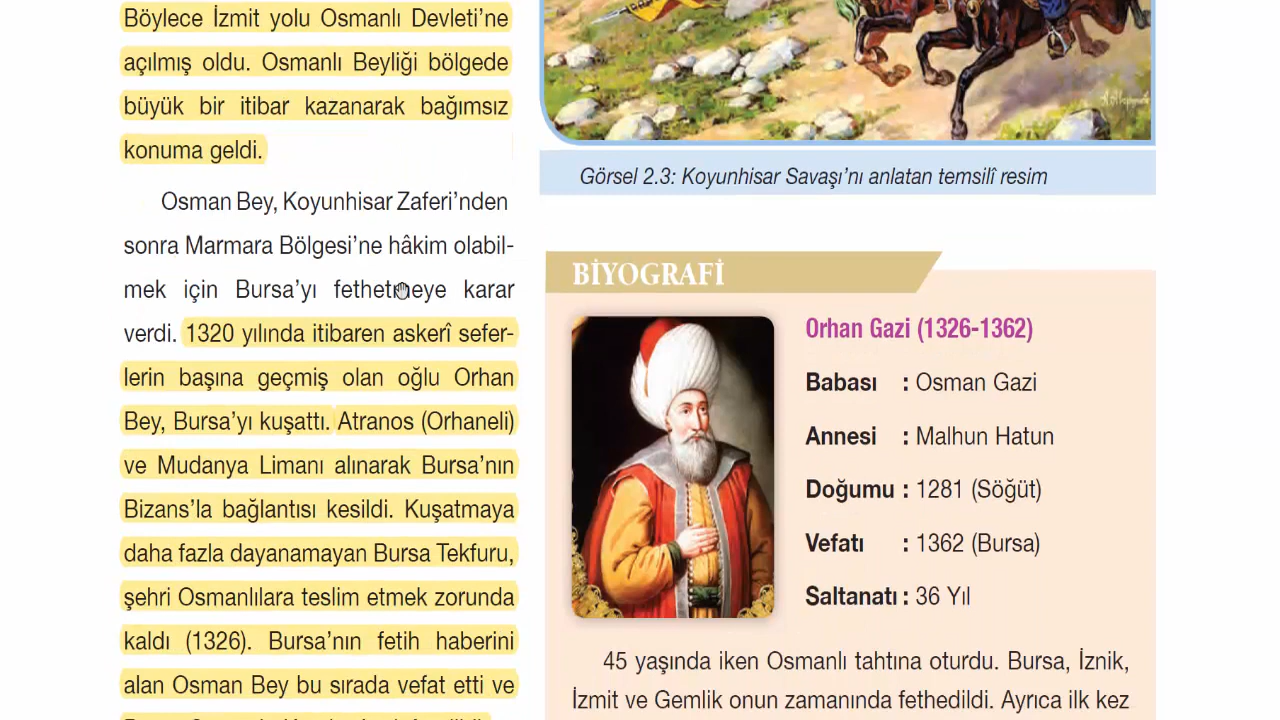 Böylece İzmit yolu Osmanlı Devleti’ne
açılmış oldu. Osmanlı Beyliği bölgede
büyük bir itibar kazanarak bağımsız
konuma geldi.
Osman Bey, Koyunhisar Zaferi’nden
sonra Marmara Bölgesi’ne hâkim olabil-
mek için Bursa’yı fethetmeye karar
verdi. 1320 yılında itibaren askerî sefer-
lerin başına geçmiş olan oğlu Orhan
Bey, Bursa’yı kuşattı. Atranos (Orhaneli)
ve Mudanya Limanı alınarak Bursa’nın
Bizans’la bağlantısı kesildi. Kuşatmaya
daha fazla dayanamayan Bursa Tekfuru,
şehri Osmanlılara teslim etmek zorunda
kaldı (1326). Bursa’nın fetih haberini
alan Osman Bey bu sırada vefat etti ve
Görsel 2.3: Koyunhisar Savaşı’nı anlatan temsilî resim
BİYOGRAFİ
Orhan Gazi (1326-1362)
Babası : Osman Gazi
Annesi : Malhun Hatun
Doğumu : 1281 (Söğüt)
Vefatı : 1362 (Bursa)
Saltanatı : 36 Yıl
45 yaşında iken Osmanlı tahtına oturdu. Bursa, İznik,
İzmit ve Gemlik onun zamanında fethedildi. Ayrıca ilk kez